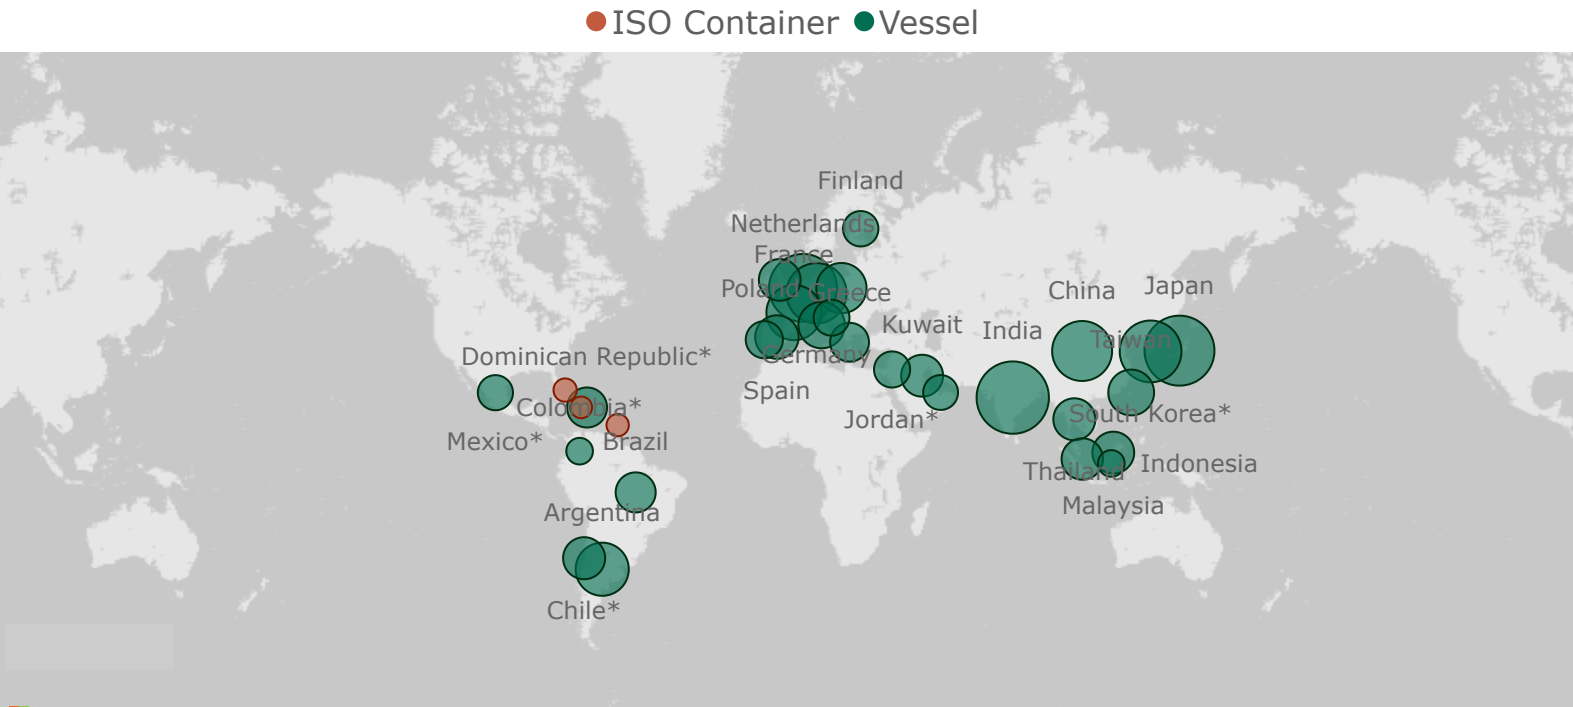 ISO Container Vessel
Finland
Netherlands
France
Poland Greece
China Japan
Kuwait India
Taiwan
Dominican Republic*
Germany
Spain
Colombia*
Jordan*
South Korea*
Mexico* Brazil
Thailand Indonesia
Malaysia
Argentina
Chile*